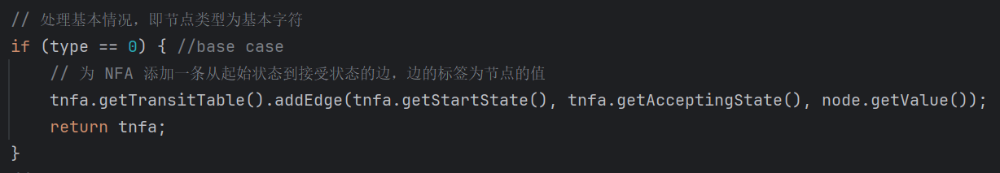 // 处理基本情况，即节点类型为基本字符
if (type == 0) { //base case
// 为 NFA 添加一条从起始状态到接受状态的边，边的标签为节点的值
tnfa.getTransitTable().addEdge(tnfa.getStartState(), tnfa.getAcceptingState(), node.getValue());
return tnfa;
}